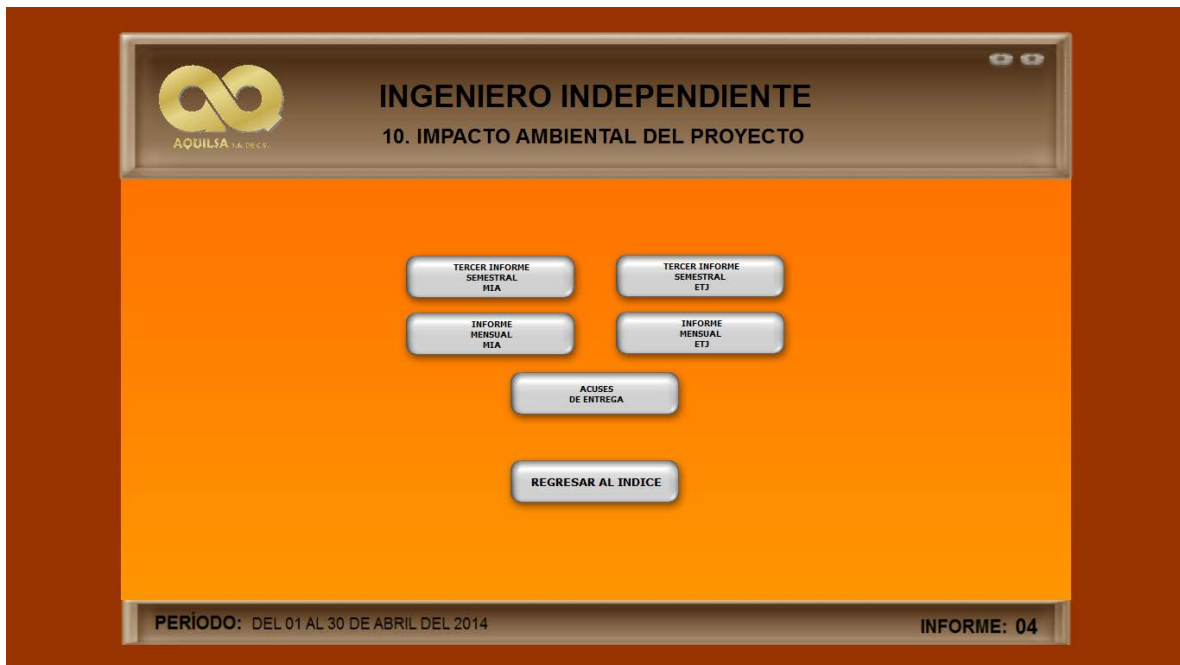 INGENIERO INDEPENDIENTE
10. IMPACTO AMBIENTAL DEL PROYECTO
AQUILSA S.A. DE C.V.
TERCER INFORME
SEMESTRAL
MIA
TERCER INFORME
SEMESTRAL
ETJ
INFORME
MENSUAL
MIA
INFORME
MENSUAL
ETJ
ACUSES
DE ENTREGA
REGRESAR AL INDICE
PERÍODO: DEL 01 AL 30 DE ABRIL DEL 2014
INFORME: 04